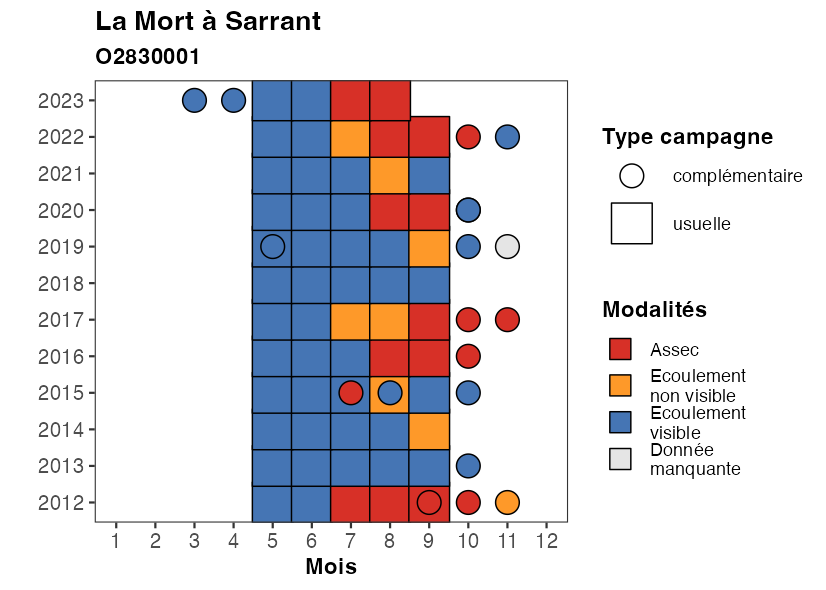 La Mort à Sarrant
O2830001
2023
2022
2021
2020
2019
2018
2017
2016
2015
2014
2013
2012
1 2 3 4 5 6 7 8 9 10 11 12
Mois
Type campagne
complémentaire
usuelle
Modalités
Assec
Ecoulement
non visible
Ecoulement
visible
Donnée
manquante